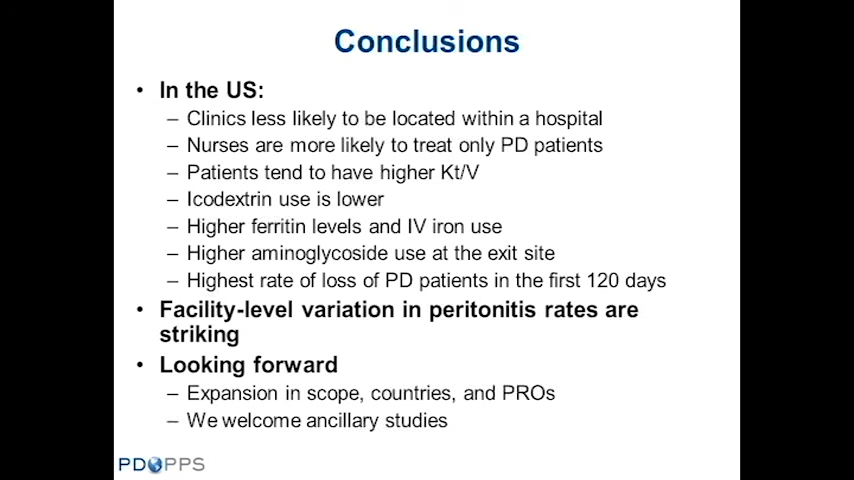 Conclusions
• In the US:
– Clinics less likely to be located within a hospital
– Nurses are more likely to treat only PD patients
– Patients tend to have higher Kt/V
– Icodextrin use is lower
– Higher ferritin levels and IV iron use
– Higher aminoglycoside use at the exit site
– Highest rate of loss of PD patients in the first 120 days
• Facility-level variation in peritonitis rates are
striking
• Looking forward
– Expansion in scope, countries, and PROs
– We welcome ancillary studies
PDOPPS